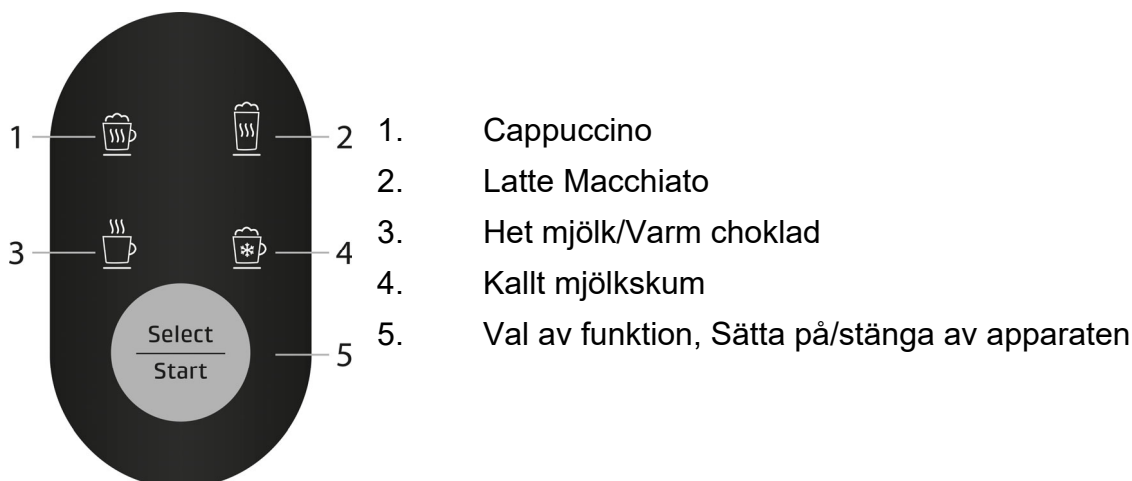 1
2
3
4
Select
Start
5
1. Cappuccino
2. Latte Macchiato
3. Het mjölk/Varm choklad
4. Kallt mjölkskum
5. Val av funktion, Sätta på/stänga av apparaten